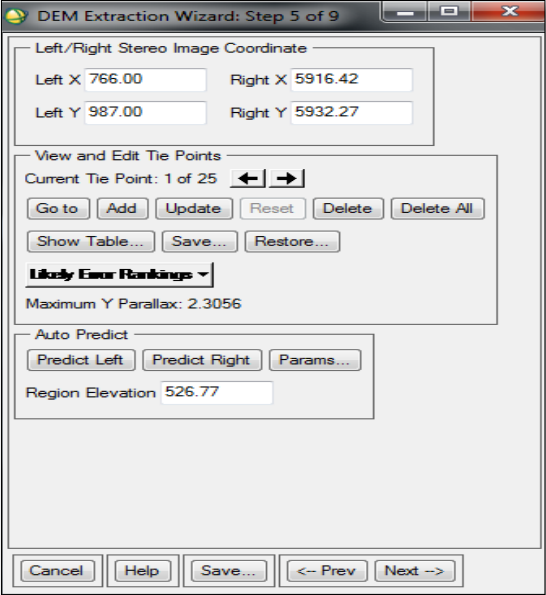 DEM Extraction Wizard: Step 5 of 9
Left/Right Stereo Image Coordinate
Left X 766.00 Right X 5916.42
Left Y 987.00 Right Y 5932.27
View and Edit Tie Points
Current Tie Point: 1 of 25
Go to Add Update Reset Delete Delete All
Show Table... Save... Restore...
Likely Error Rankings
Maximum Y Parallax: 2.3056
Auto Predict
Predict Left Predict Right Params...
Region Elevation 526.77
Cancel Help Save... <-- Prev Next -->